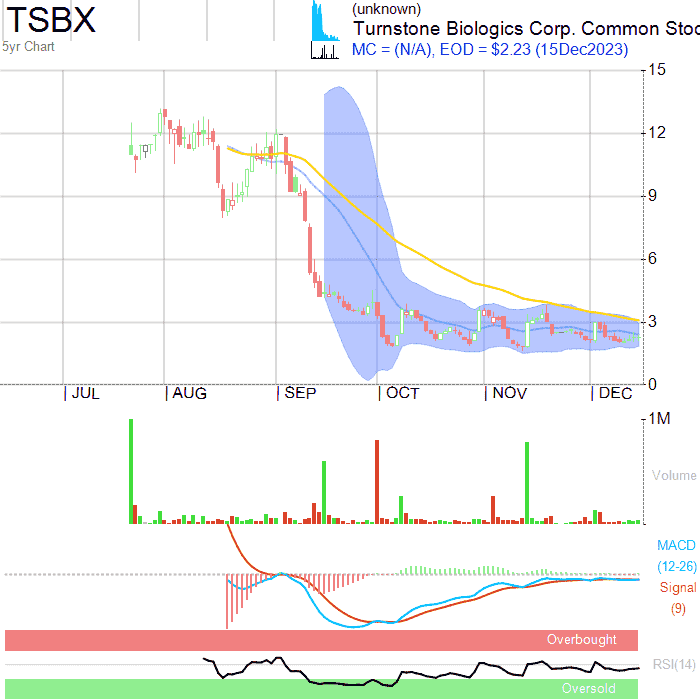 TSBX
5yr Chart
(unknown)
Turnstone Biologics Corp. Common Stoc
MC = (N/A), EOD = $2.23 (15Dec2023)
15
12
9
6
3
0
JUL
AUG
SEP
OCT
NOV
DEC
1M
Volume
MACD
(12-26)
Signal
(9)
Overbought
RSI(14)
Oversold